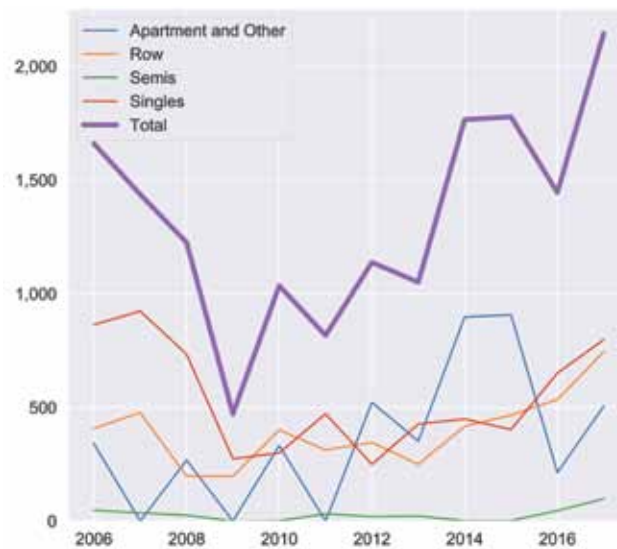 Apartment and Other
Row
Semis
Singles
Total
2,000
1,500
1,000
500
0
2006 2008 2010 2012 2014 2016